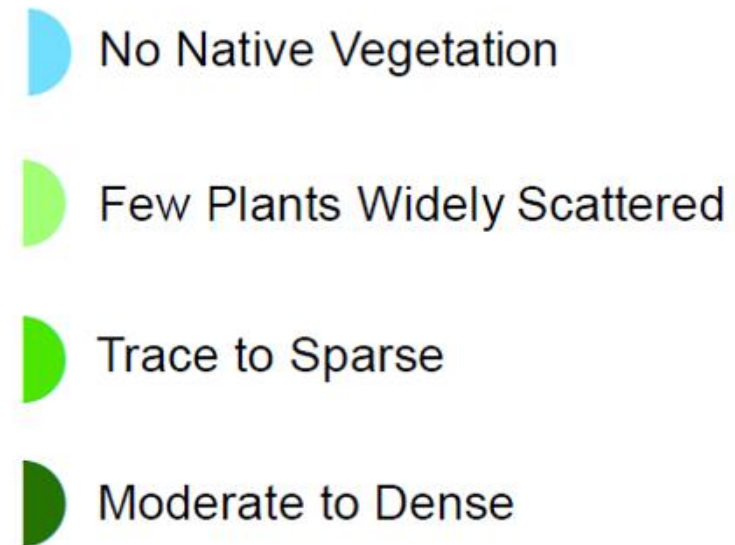 No Native Vegetation
Few Plants Widely Scattered
Trace to Sparse
Moderate to Dense